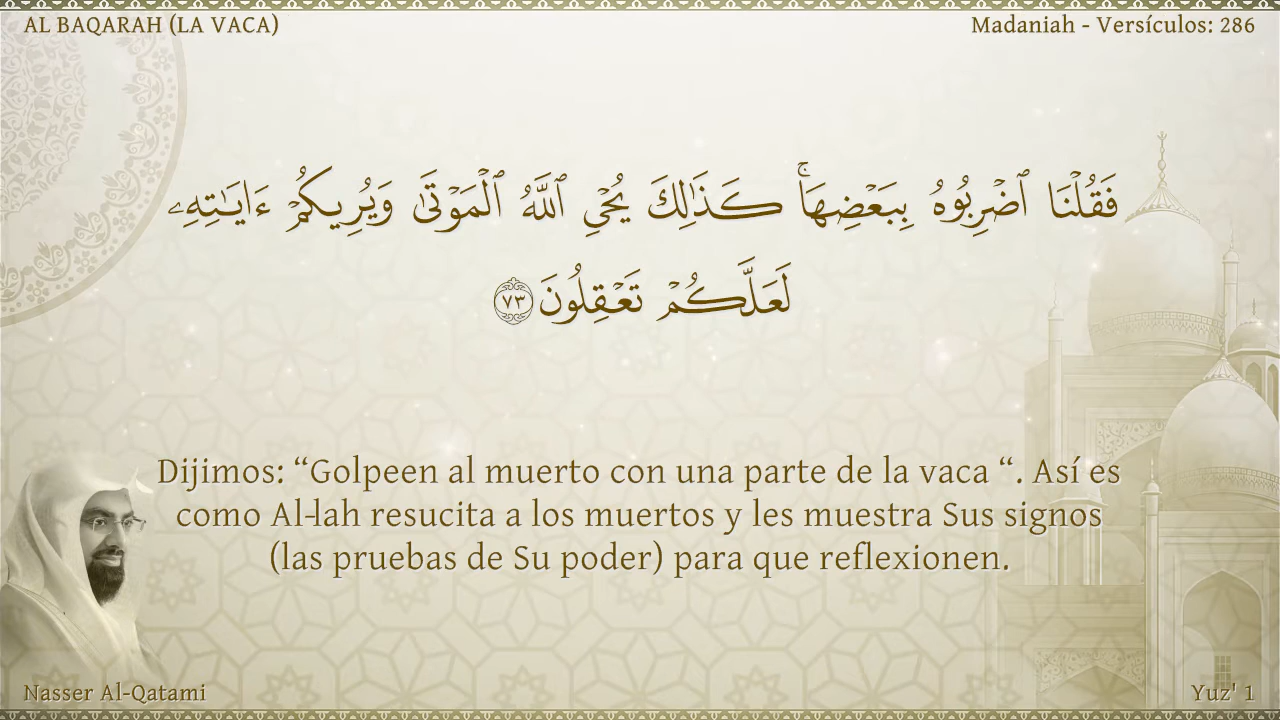 AL BAQARAH (LA VACA)
Madaniah - Versículos: 286
فَقُلْنَا ٱضْرِبُوهُ بِبَعْضِهَاۚ كَذَٰلِكَ يُحْىِ ٱللَّهُ ٱلْمَوْتَىٰ وَيُرِيكُمْ ءَايَـٰتِهِۦ
لَعَلَّكُمْ تَعْقِلُونَ ٧٣
Dijimos: “Golpeen al muerto con una parte de la vaca “. Así es
como Al-lah resucita a los muertos y les muestra Sus signos
(las pruebas de Su poder) para que reflexionen.
Nasser Al-Qatami
Yuz' 1